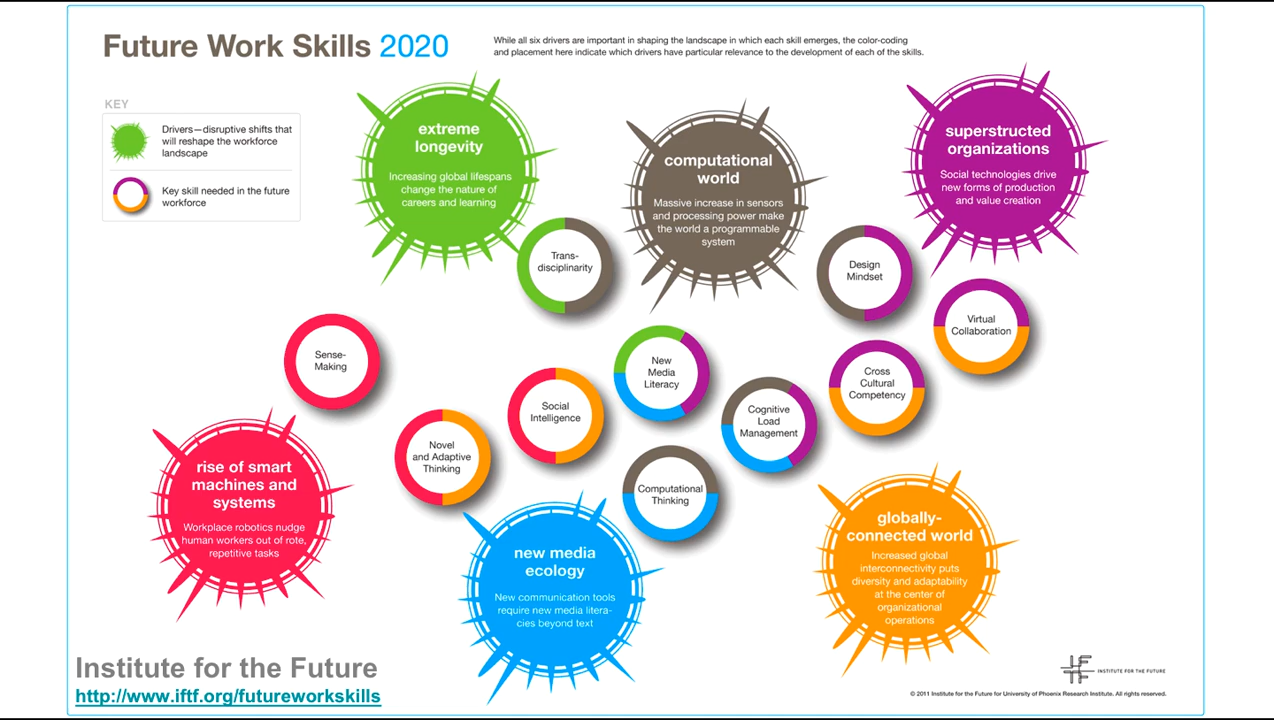 Future Work Skills 2020
While all six drivers are important in shaping the landscape in which each skill emerges, the color-coding
and placement here indicate which drivers have particular relevance to the development of each of the skills.
KEY
Drivers—disruptive shifts that
will reshape the workforce
landscape
Key skill needed in the future
workforce
extreme
longevity
Increasing global lifespans
change the nature of
careers and learning
computational
world
Massive increase in sensors
and processing power make
the world a programmable
system
superstructed
organizations
Social technologies drive
new forms of production
and value creation
Trans-
disciplinarity
Design
Mindset
Virtual
Collaboration
Sense-
Making
New
Media
Literacy
Cross
Cultural
Competency
Social
Intelligence
Cognitive
Load
Management
Novel
and Adaptive
Thinking
Computational
Thinking
rise of smart
machines and
systems
Workplace robotics nudge
human workers out of rote,
repetitive tasks
new media
ecology
New communication tools
require new media litera-
cies beyond text
globally-
connected world
Increased global
interconnectivity puts
diversity and adaptability
at the center of
organizational
operations
Institute for the Future
http://www.iftf.org/futureworkskills
INSTITUTE FOR THE FUTURE
© 2011 Institute for the Future for University of Phoenix Research Institute. All rights reserved.